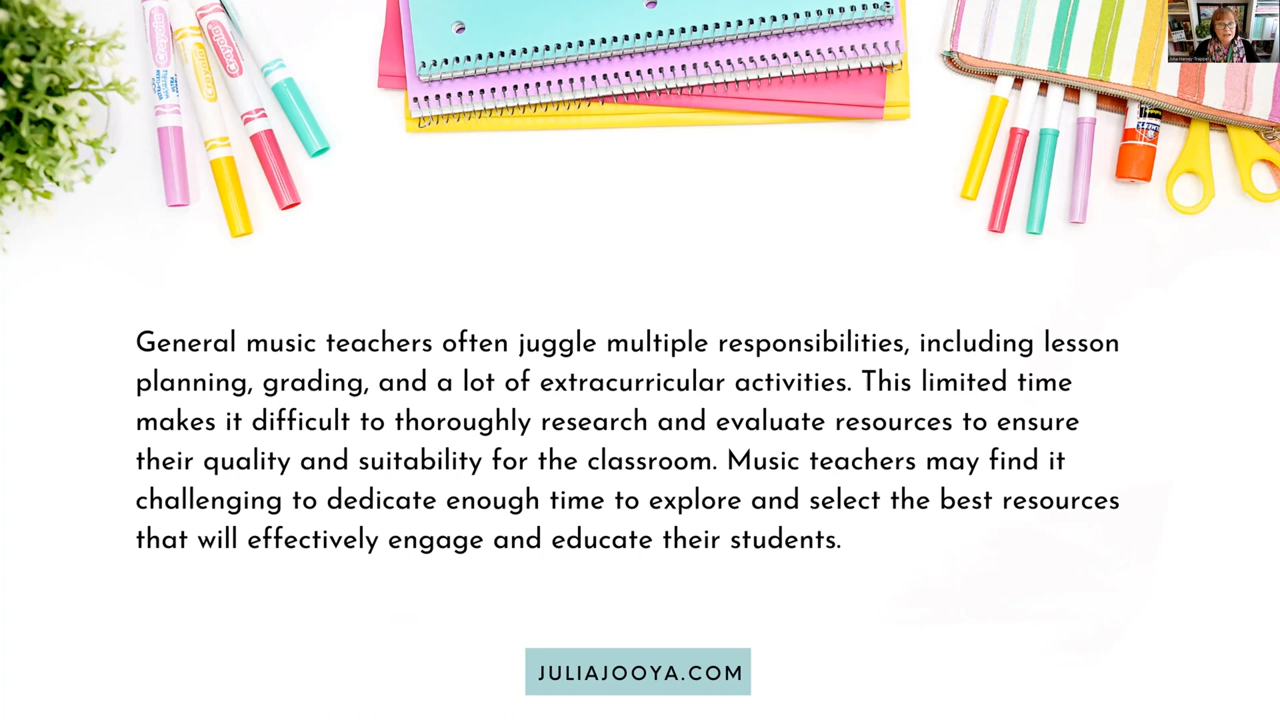 Crayola
Crayola
Crayola
General music teachers often juggle multiple responsibilities, including lesson
planning, grading, and a lot of extracurricular activities. This limited time
makes it difficult to thoroughly research and evaluate resources to ensure
their quality and suitability for the classroom. Music teachers may find it
challenging to dedicate enough time to explore and select the best resources
that will effectively engage and educate their students.
JULIAJOOYA.COM